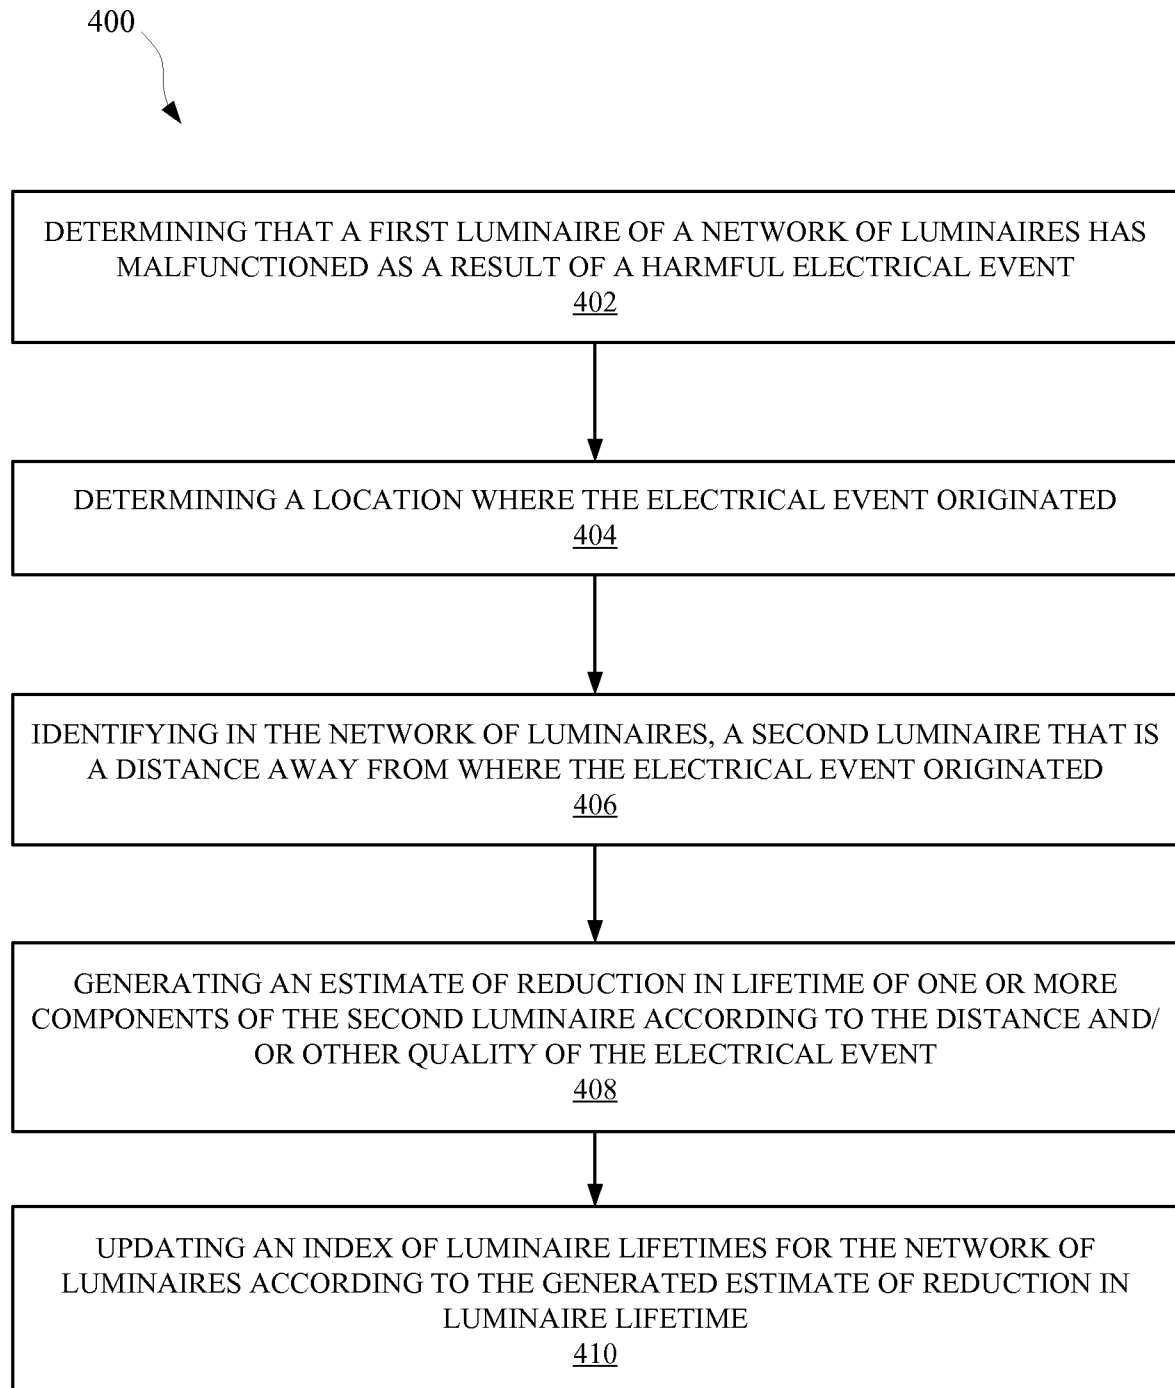 400
DETERMINING THAT A FIRST LUMINAIRE OF A NETWORK OF LUMINAIRES HAS
MALFUNCTIONED AS A RESULT OF A HARMFUL ELECTRICAL EVENT
402
DETERMINING A LOCATION WHERE THE ELECTRICAL EVENT ORIGINATED
404
IDENTIFYING IN THE NETWORK OF LUMINAIRES, A SECOND LUMINAIRE THAT IS
A DISTANCE AWAY FROM WHERE THE ELECTRICAL EVENT ORIGINATED
406
GENERATING AN ESTIMATE OF REDUCTION IN LIFETIME OF ONE OR MORE
COMPONENTS OF THE SECOND LUMINAIRE ACCORDING TO THE DISTANCE AND/
OR OTHER QUALITY OF THE ELECTRICAL EVENT
408
UPDATING AN INDEX OF LUMINAIRE LIFETIMES FOR THE NETWORK OF
LUMINAIRES ACCORDING TO THE GENERATED ESTIMATE OF REDUCTION IN
LUMINAIRE LIFETIME
410